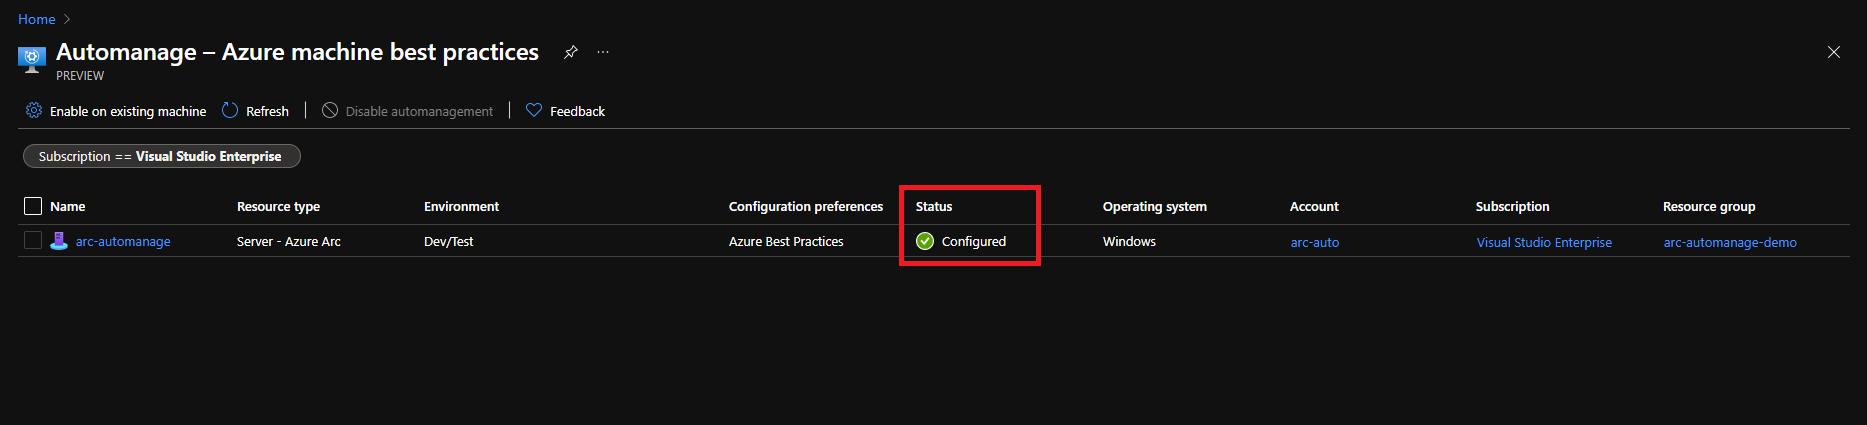 Home
Automanage – Azure machine best practices
PREVIEW
Enable on existing machine Refresh Disable automanagement Feedback
Subscription == Visual Studio Enterprise
Name Resource type Environment Configuration preferences Status Operating system Account Subscription Resource group
arc-automanage Server - Azure Arc Dev/Test Azure Best Practices Configured Windows arc-auto Visual Studio Enterprise arc-automanage-demo